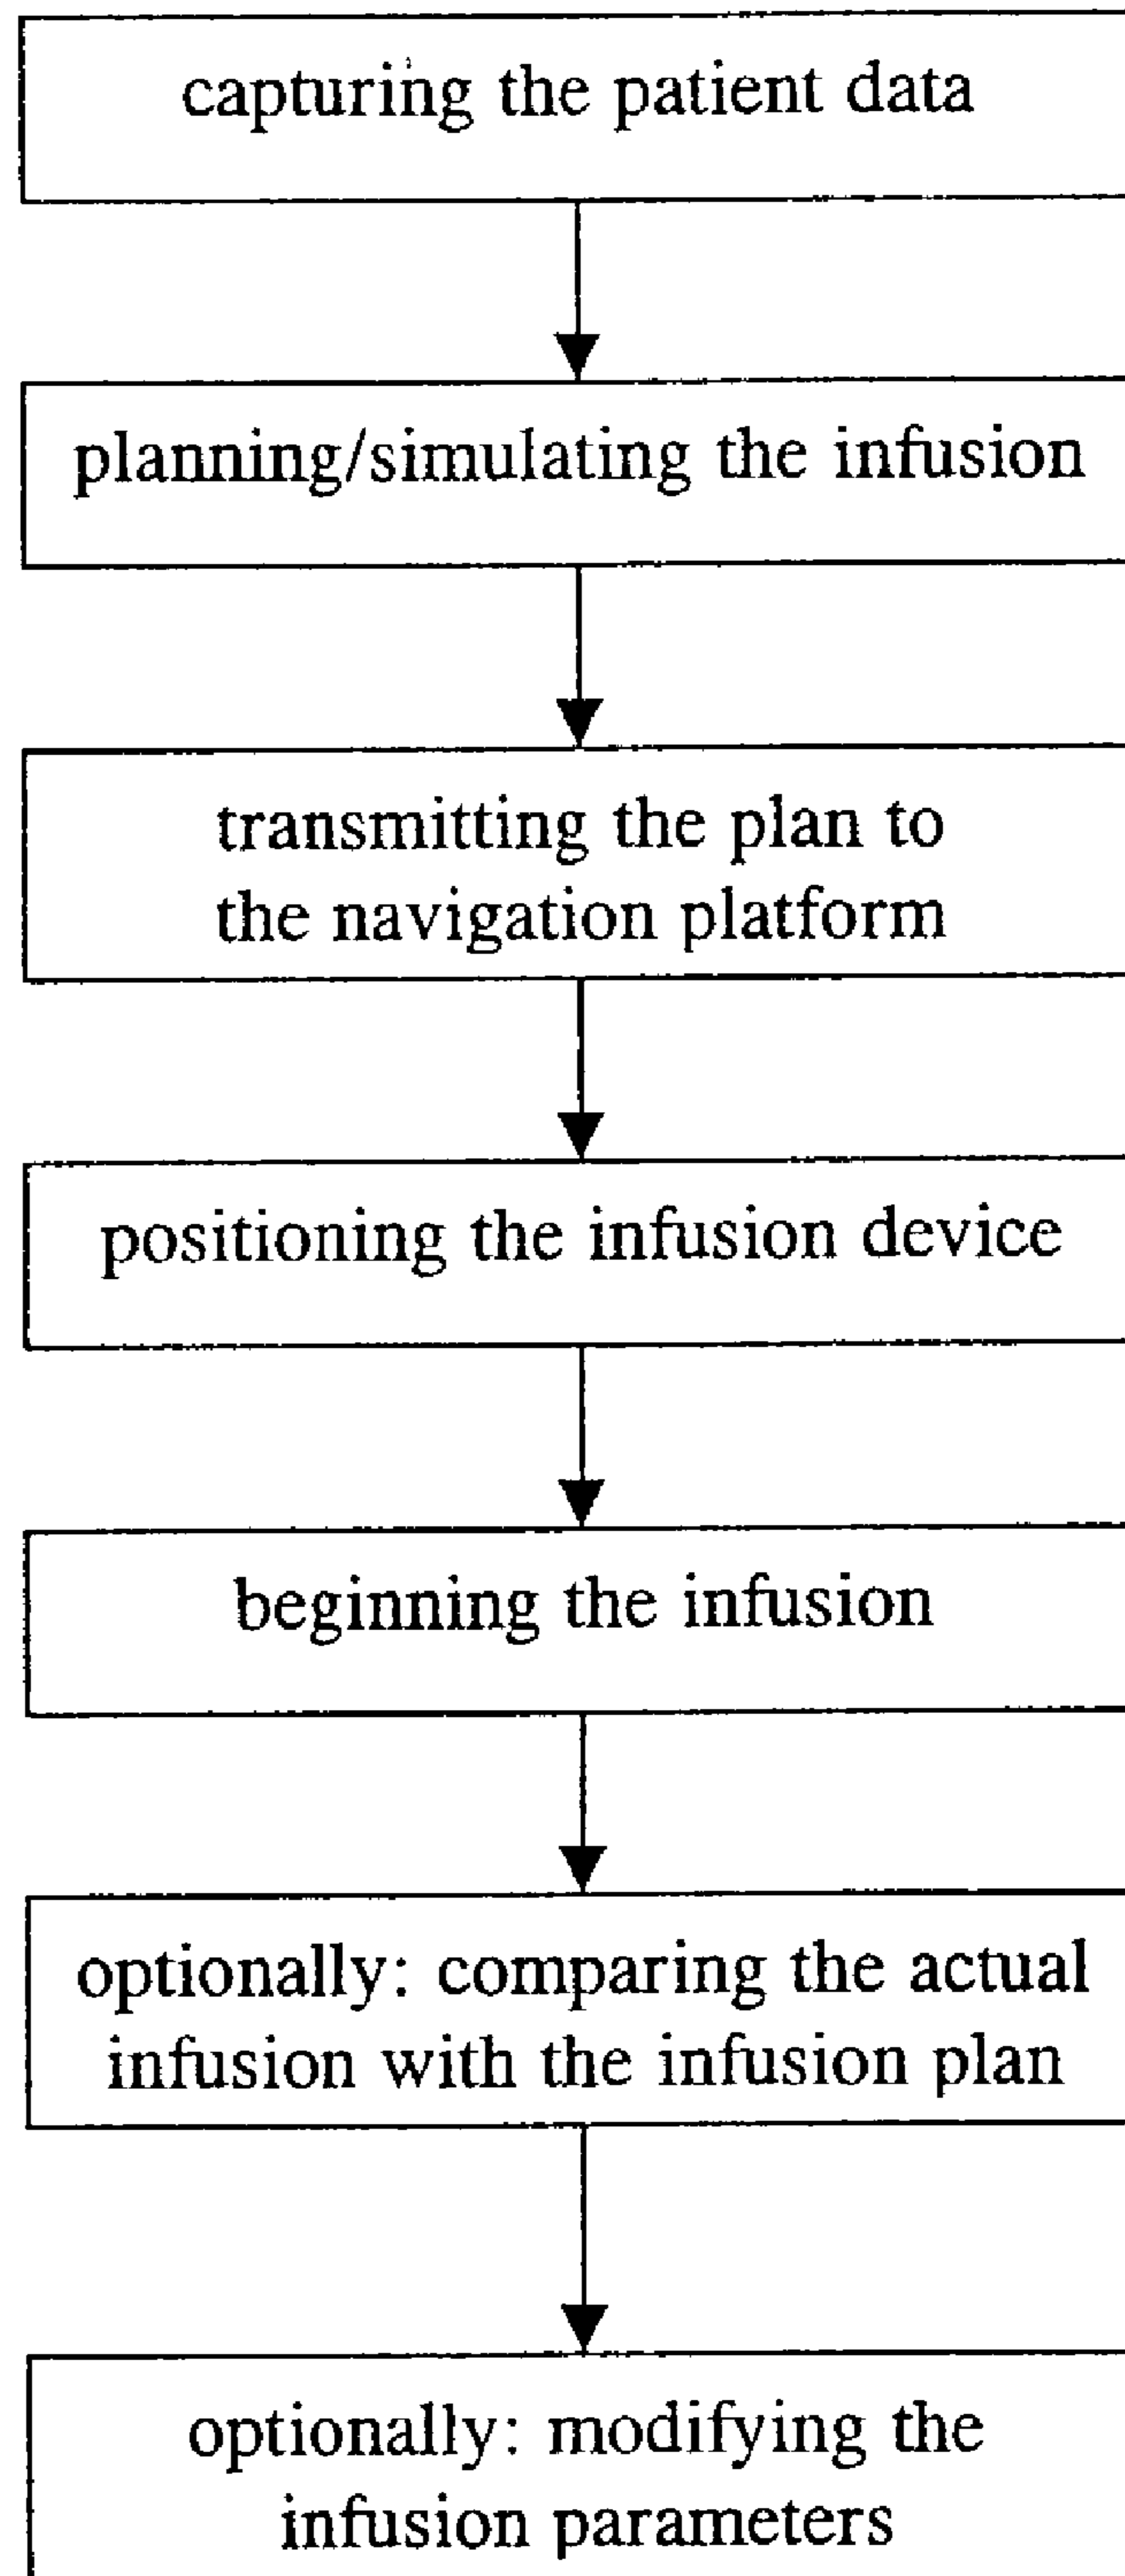 capturing the patient data
planning/simulating the infusion
transmitting the plan to
the navigation platform
positioning the infusion device
beginning the infusion
optionally: comparing the actual
infusion with the infusion plan
optionally: modifying the
infusion parameters